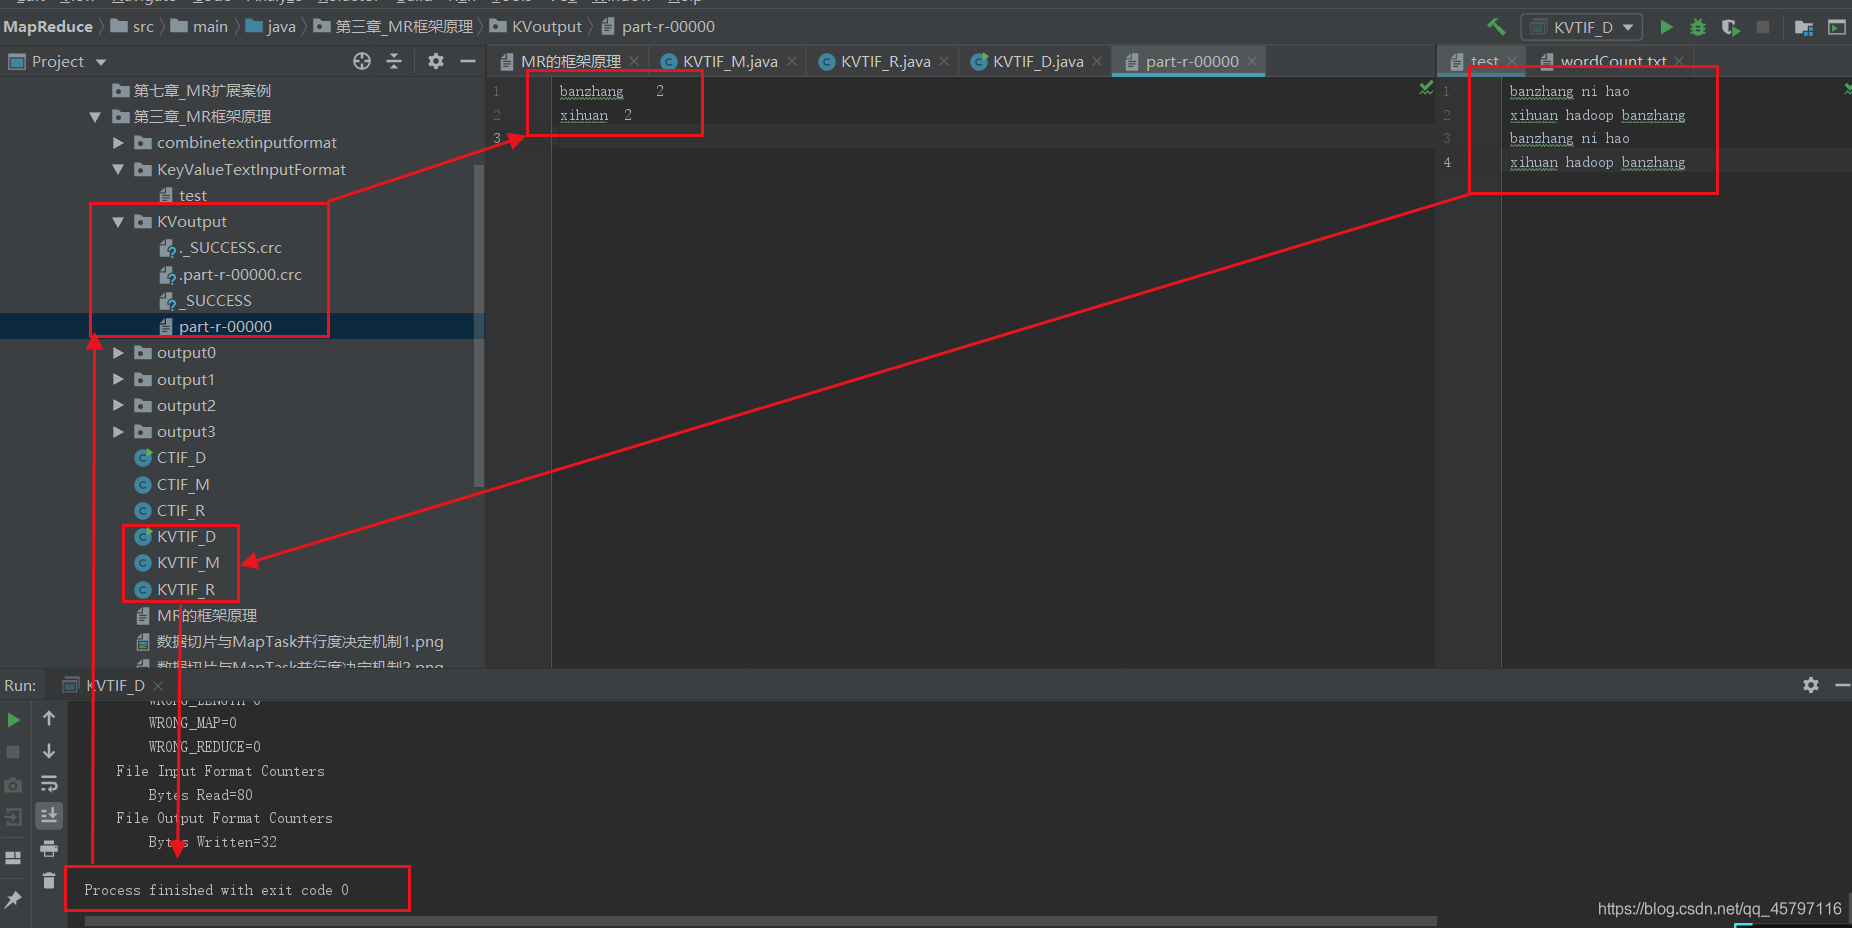 MapReduce src main java 第三章_MR框架原理 KVoutput part-r-00000 KVTIF_D
Project
MR的框架原理 KVTIF_M.java KVTIF_R.java KVTIF_D.java part-r-00000
test wordCount.txt
第七章_MR扩展案例
第三章_MR框架原理
combinetextinputformat
KeyValueTextInputFormat
test
KVoutput
._SUCCESS.crc
.part-r-00000.crc
_SUCCESS
part-r-00000
output0
output1
output2
output3
CTIF_D
CTIF_M
CTIF_R
KVTIF_D
KVTIF_M
KVTIF_R
MR的框架原理
数据切片与MapTask并行度决定机制1.png
数据切片与MapTask并行度决定机制2.png
1 banzhang 2
2 xihuan 2
3
1 banzhang ni hao
2 xihuan hadoop banzhang
3 banzhang ni hao
4 xihuan hadoop banzhang
Run: KVTIF_D
WRONG_LENGTH=0
WRONG_MAP=0
WRONG_REDUCE=0
File Input Format Counters
Bytes Read=80
File Output Format Counters
Bytes Written=32
Process finished with exit code 0
https://blog.csdn.net/qq_45797116